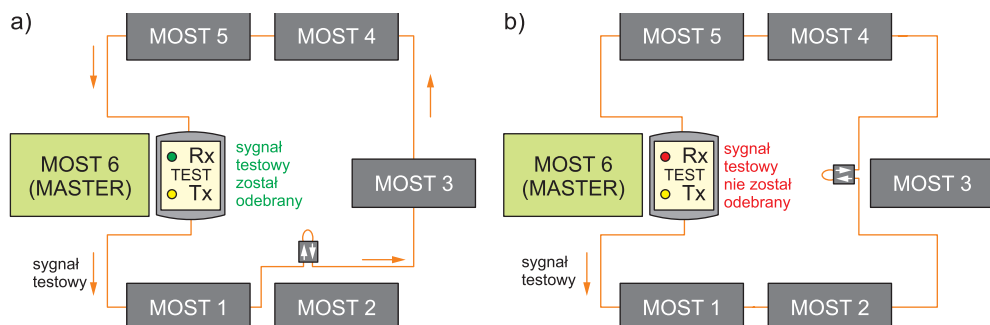 a)
MOST 5
MOST 4
MOST 6
(MASTER)
Rx
TEST
Tx
sygnał
testowy
został
odebrany
MOST 3
sygnał
testowy
MOST 1
MOST 2
b)
MOST 5
MOST 4
MOST 6
(MASTER)
Rx
TEST
Tx
sygnał
testowy
nie został
odebrany
MOST 3
sygnał
testowy
MOST 1
MOST 2